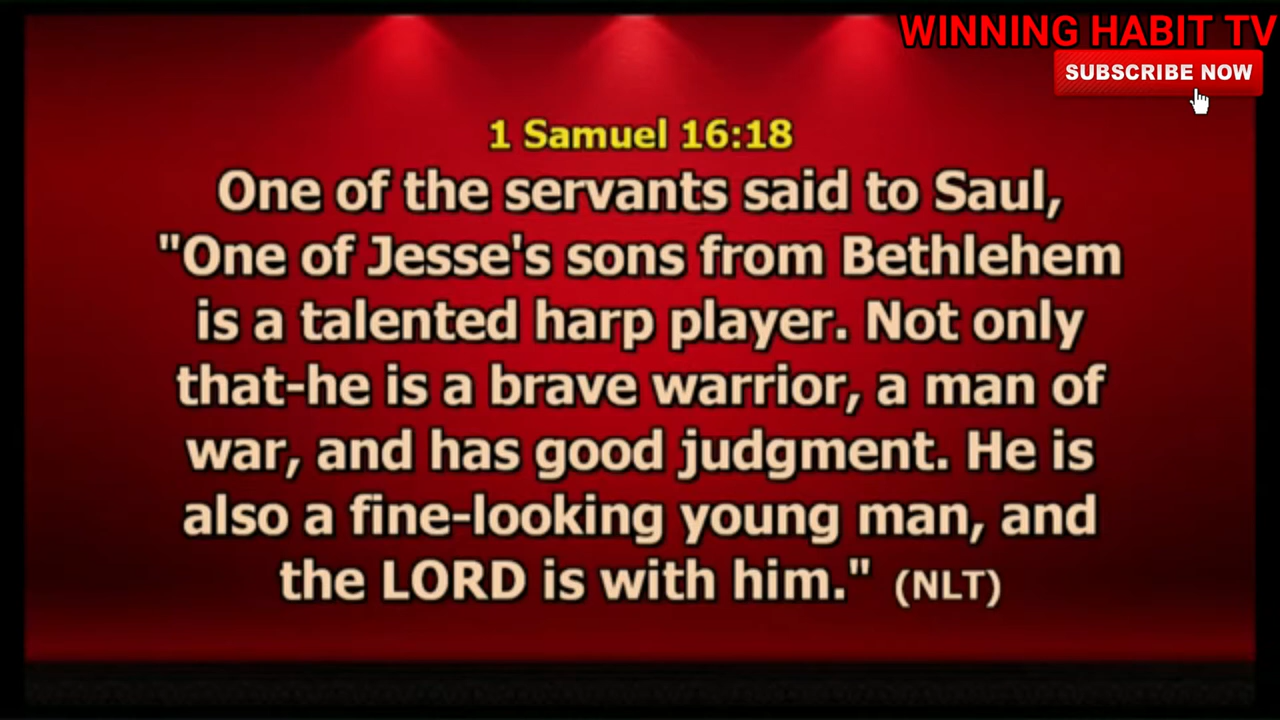 WINNING HABIT TV
SUBSCRIBE NOW
1 Samuel 16:18
One of the servants said to Saul,
"One of Jesse's sons from Bethlehem
is a talented harp player. Not only
that-he is a brave warrior, a man of
war, and has good judgment. He is
also a fine-looking young man, and
the LORD is with him." (NLT)